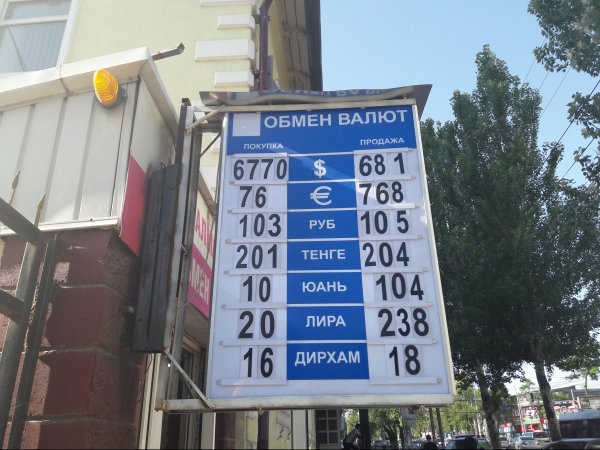 ОБМЕН ВАЛЮТ
ПОКУПКА ПРОДАЖА
6770 $ 681
76 € 768
103 РУБ 105
201 ТЕНГЕ 204
10 ЮАНЬ 104
20 ЛИРА 238
16 ДИРХАМ 18